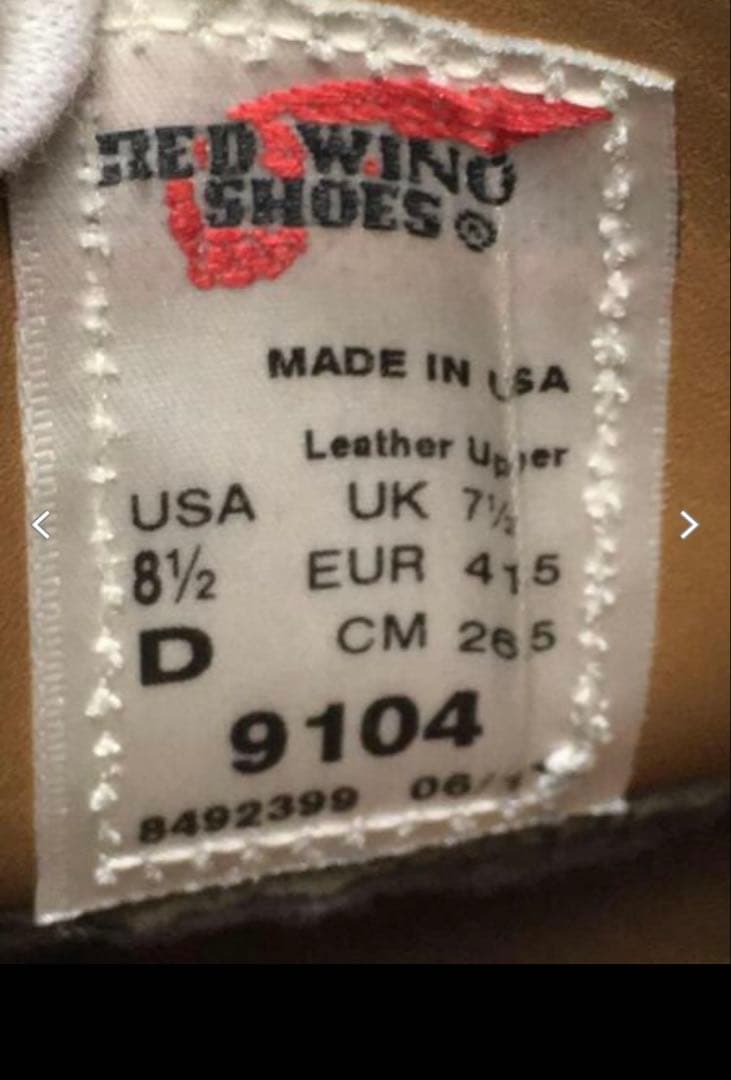 RED WING
SHOES ®
MADE IN USA
Leather Upper
USA UK 7½
8½ EUR 41.5
D CM 26.5
9104
8492399 06/